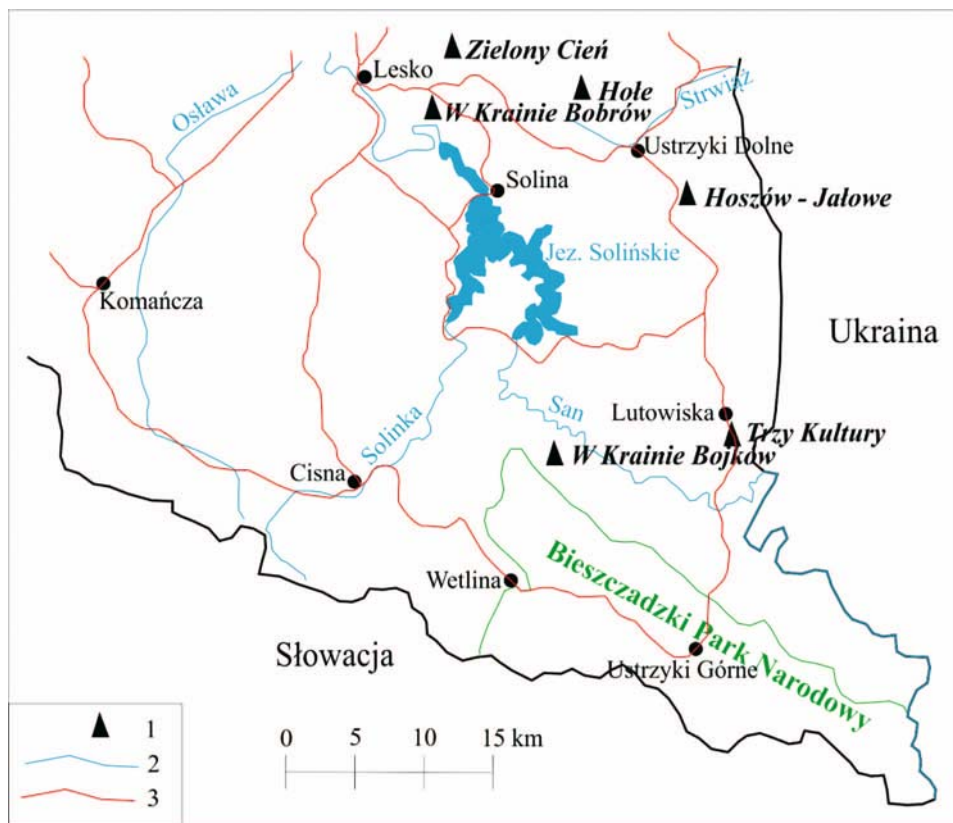 Zielony Cień
Lesko
Hołe
Osława
W Krainie Bobrów
Strwiąż
Ustrzyki Dolne
Solina
Hoszów - Jałowe
Jez. Solińskie
Komańcza
Ukraina
Lutowiska
San
Trzy Kultury
Solinka
W Krainie Bojków
Cisna
Bieszczadzki Park Narodowy
Wetlina
Słowacja
Ustrzyki Górne
1
2
3
0 5 10 15 km